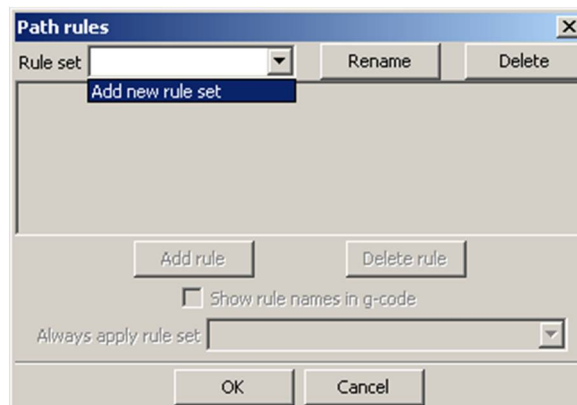 Path rules
Rule set Rename Delete
Add new rule set
Add rule Delete rule
Show rule names in g-code
Always apply rule set
OK Cancel